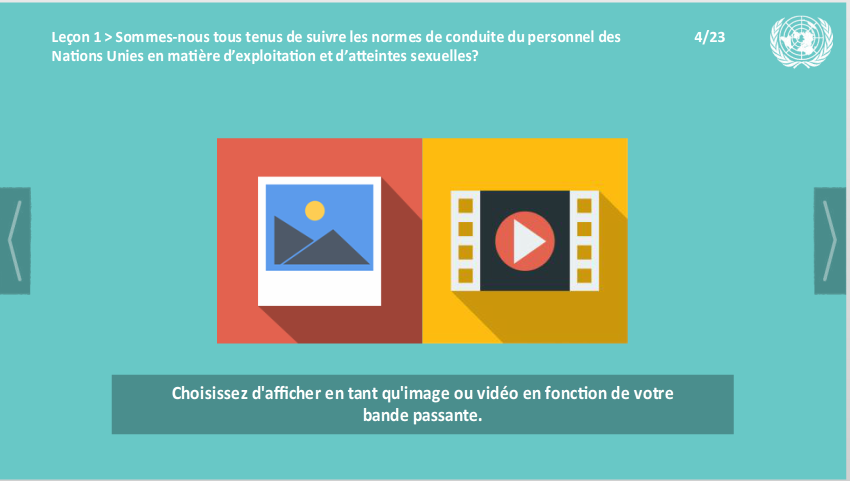 Leçon 1 > Sommes-nous tous tenus de suivre les normes de conduite du personnel des
Nations Unies en matière d’exploitation et d’atteintes sexuelles?
4/23
Choisissez d'afficher en tant qu'image ou vidéo en fonction de votre
bande passante.